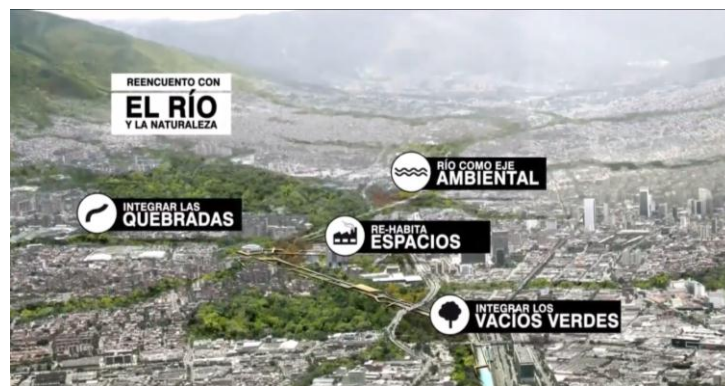 REENCUENTO CON
EL RÍO
Y LA NATURALEZA
RÍO COMO EJE
AMBIENTAL
INTEGRAR LAS
QUEBRADAS
RE-HABITA
ESPACIOS
INTEGRAR LOS
VACÍOS VERDES